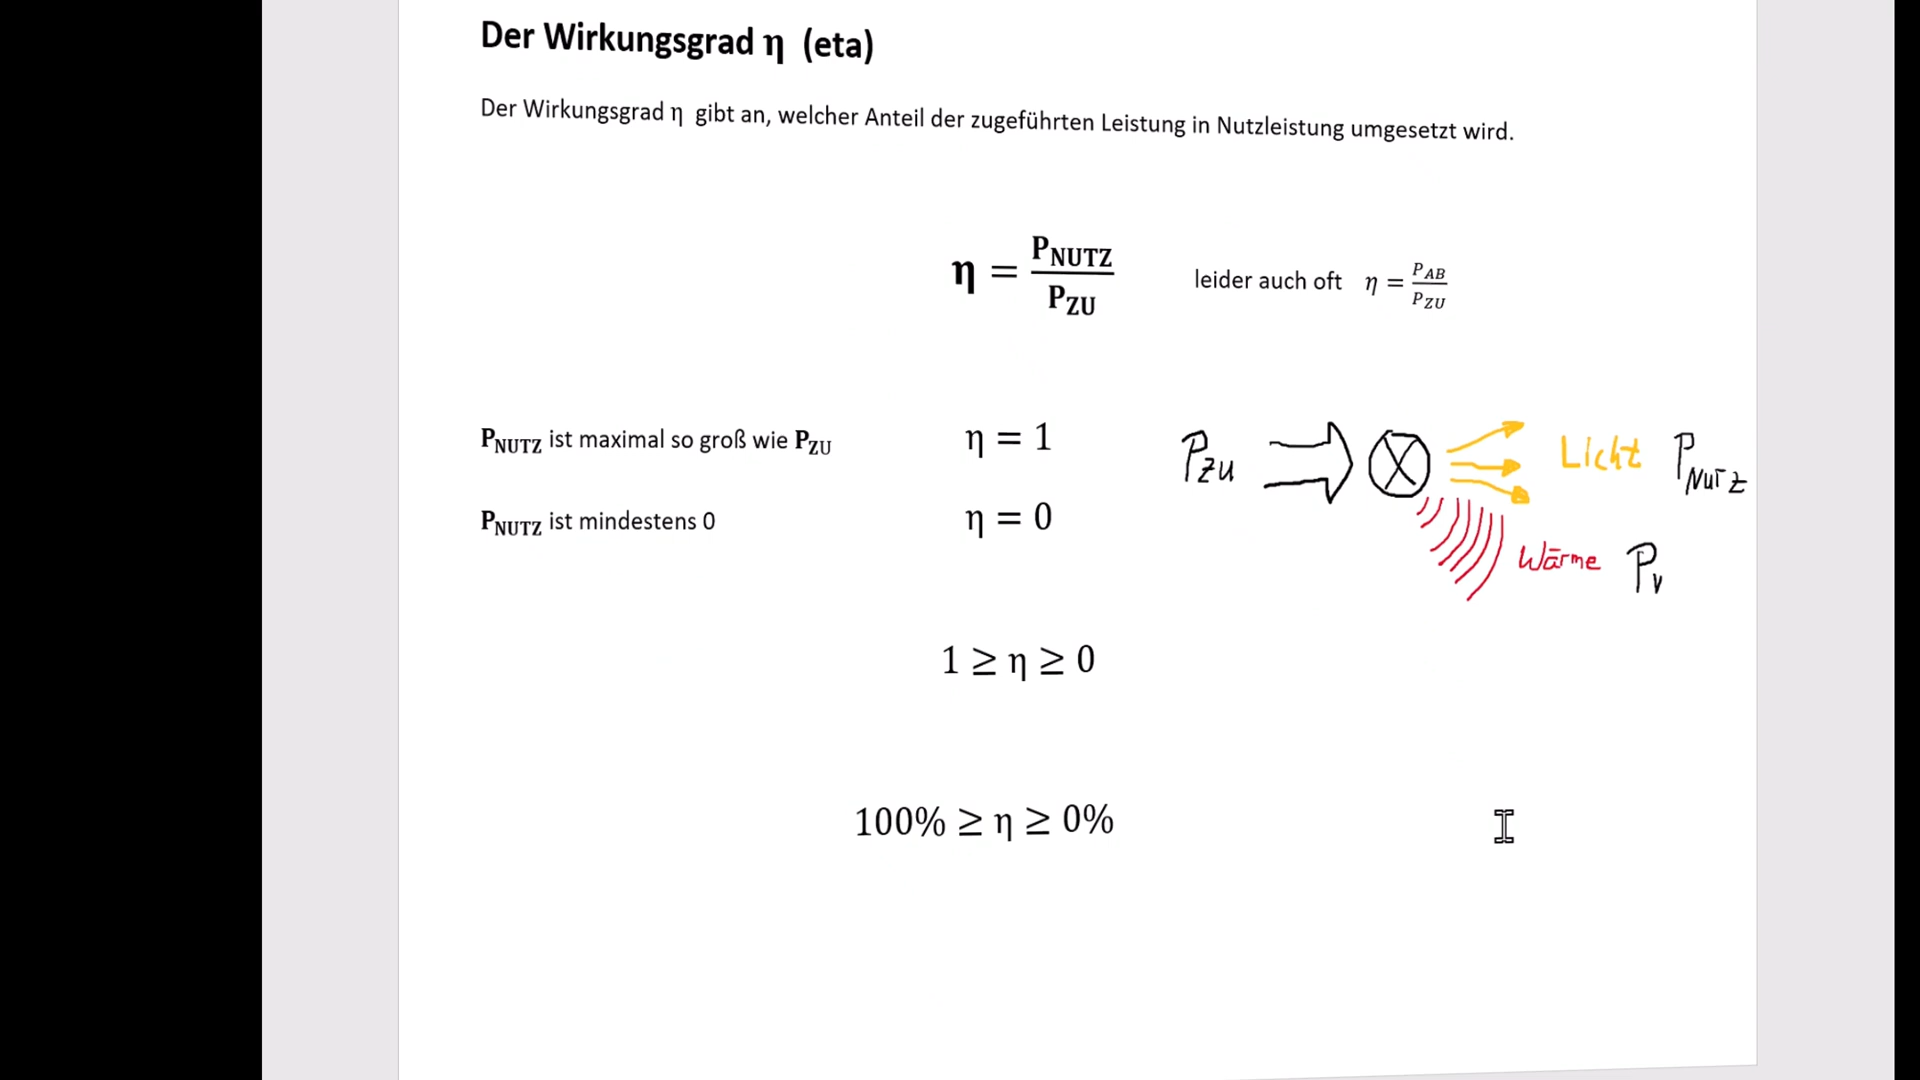 Der Wirkungsgrad η (eta)
Der Wirkungsgrad η gibt an, welcher Anteil der zugeführten Leistung in Nutzleistung umgesetzt wird.
η = P_NUTZ / P_ZU leider auch oft η = P_AB / P_ZU
P_NUTZ ist maximal so groß wie P_ZU η = 1
P_zu Licht P_Nutz
P_NUTZ ist mindestens 0 η = 0
Wärme P_v
1 ≥ η ≥ 0
100% ≥ η ≥ 0%